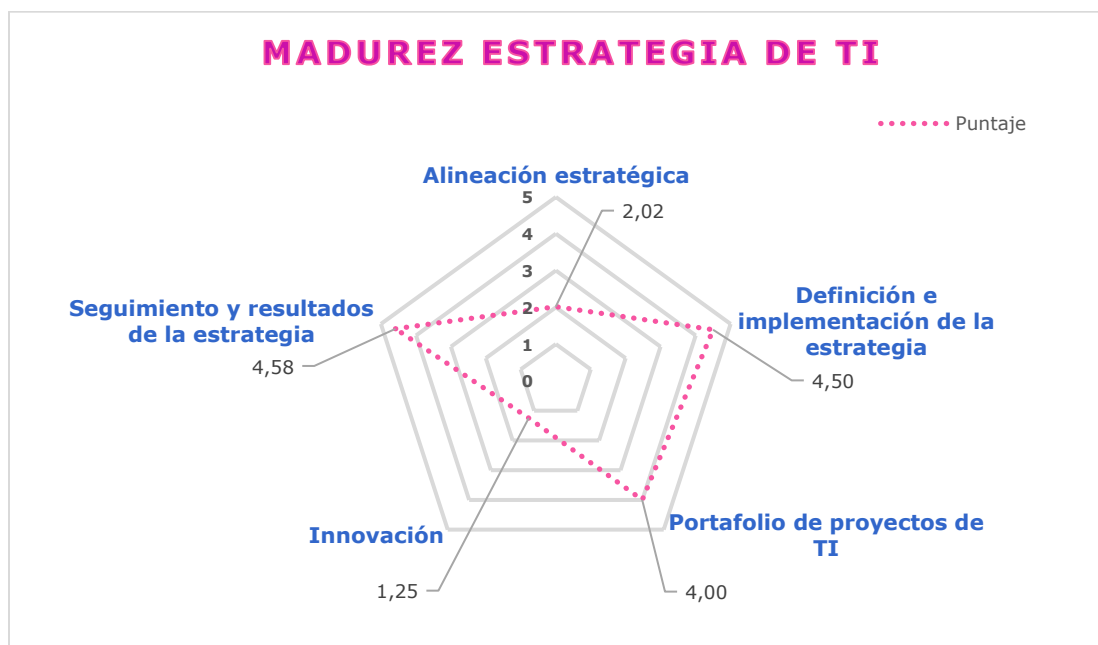 MADUREZ ESTRATEGIA DE TI
Puntaje
Alineación estratégica
5
2,02
4
3
2
1
0
Seguimiento y resultados
de la estrategia
4,58
Definición e
implementación de la
estrategia
4,50
Innovación
1,25
Portafolio de proyectos de
TI
4,00